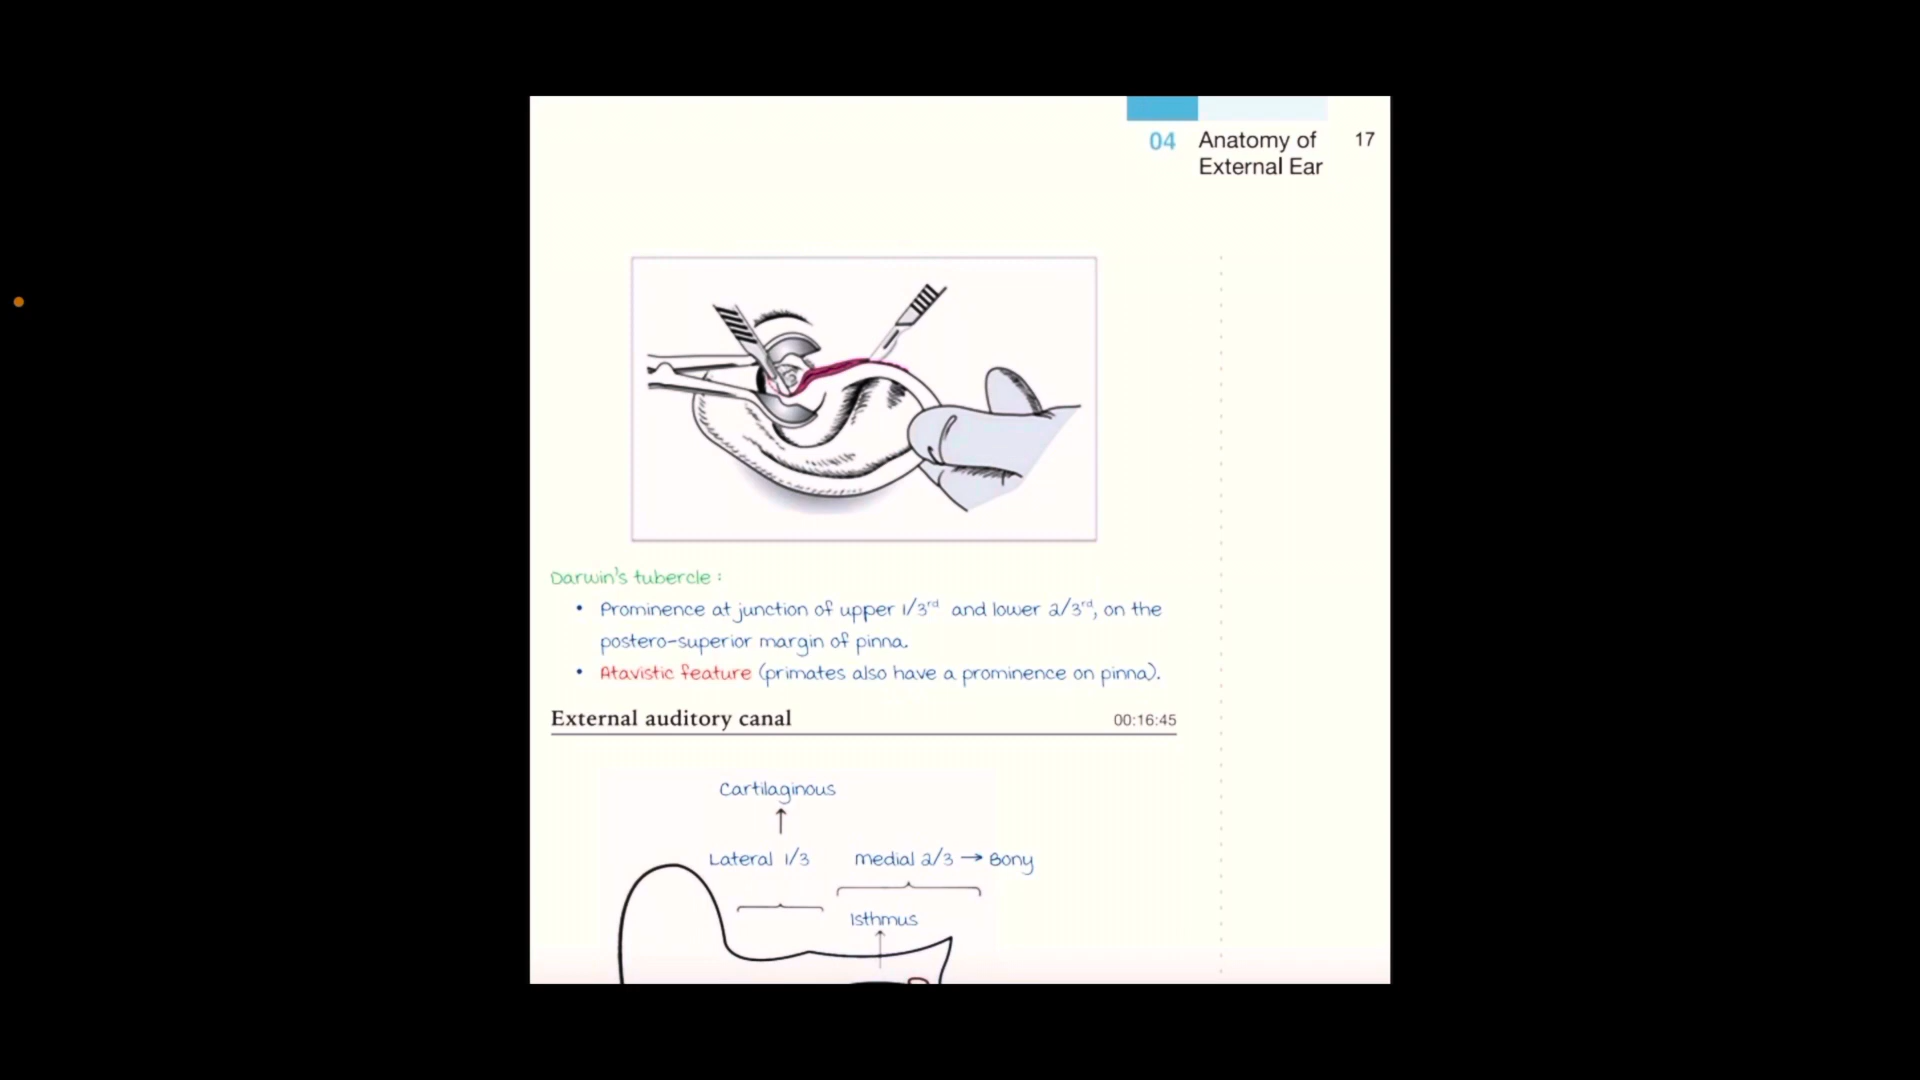 04 Anatomy of 17
External Ear
Darwin's tubercle :
• Prominence at junction of upper 1/3rd and lower 2/3rd, on the
postero-superior margin of pinna.
• Atavistic feature (primates also have a prominence on pinna).
External auditory canal 00:16:45
Cartilaginous
↑
Lateral 1/3 medial 2/3 → Bony
Isthmus